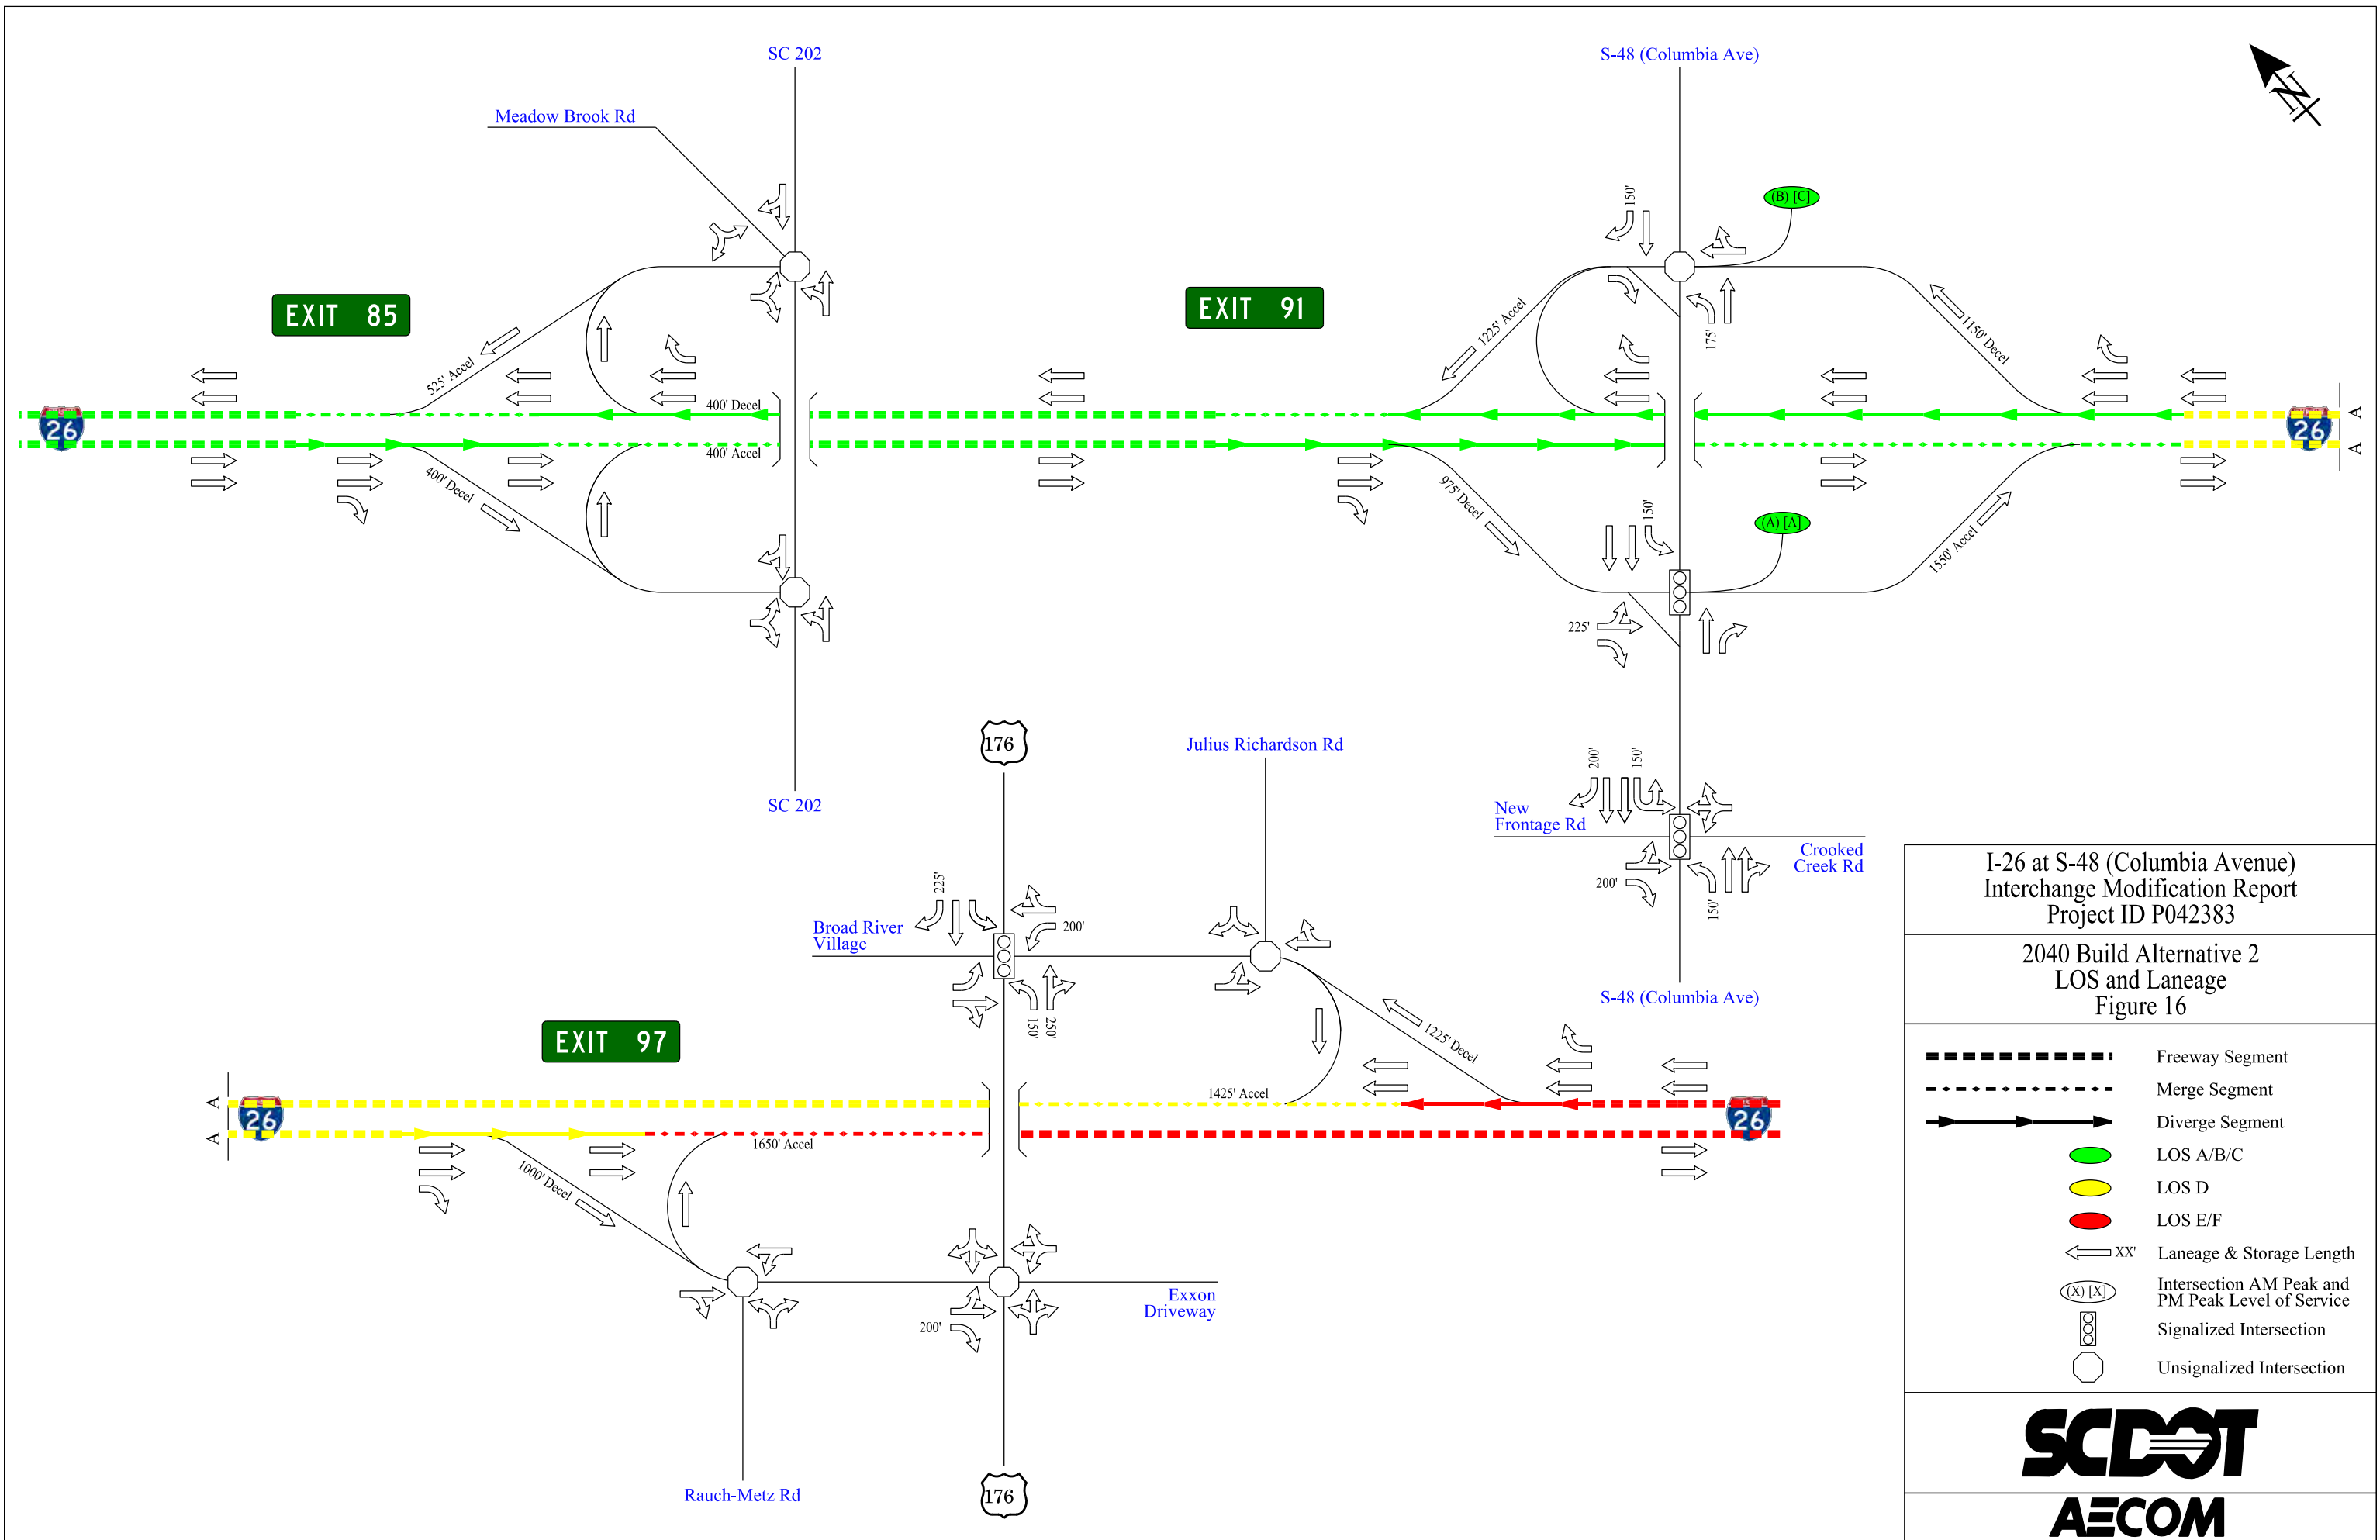 SC 202
S-48 (Columbia Ave)
N
Meadow Brook Rd
150'
(B) [C]
EXIT 85
EXIT 91
525' Accel
1225' Accel
175'
1150' Decel
400' Decel
26
26
A
A
400' Accel
400' Decel
975' Decel
150'
(A) [A]
1550' Accel
225'
176
Julius Richardson Rd
SC 202
200'
150'
New
Frontage Rd
Crooked
Creek Rd
200'
150'
S-48 (Columbia Ave)
225'
Broad River
Village
200'
150'
250'
EXIT 97
1225' Decel
1425' Accel
A
A
26
26
1650' Accel
1000' Decel
Exxon
Driveway
200'
Rauch-Metz Rd
176
I-26 at S-48 (Columbia Avenue)
Interchange Modification Report
Project ID P042383
2040 Build Alternative 2
LOS and Laneage
Figure 16
Freeway Segment
Merge Segment
Diverge Segment
LOS A/B/C
LOS D
LOS E/F
XX' Laneage & Storage Length
(X) [X] Intersection AM Peak and
PM Peak Level of Service
Signalized Intersection
Unsignalized Intersection
SCDOT
AECOM